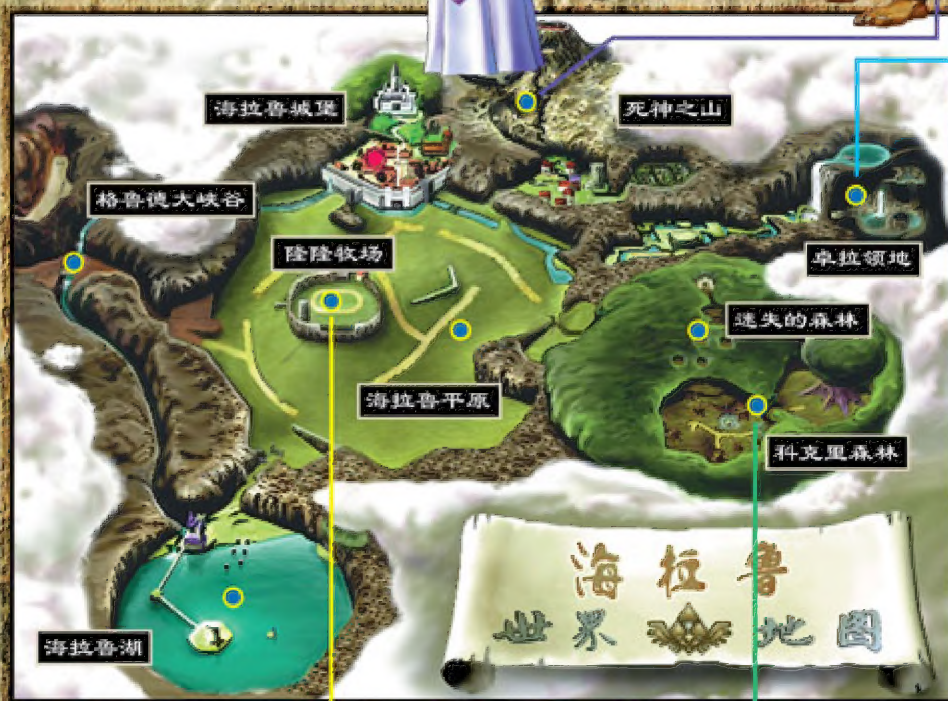 海拉鲁城堡
死神之山
格鲁德大峡谷
隆隆牧场
卓拉领地
迷失的森林
海拉鲁平原
科克里森林
海拉鲁湖
海拉鲁
世界地图